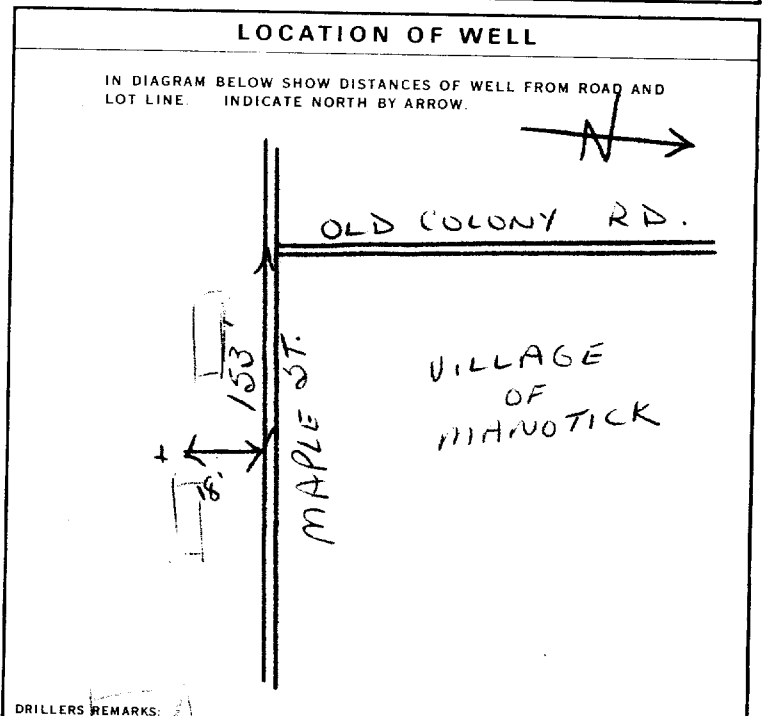 LOCATION OF WELL
IN DIAGRAM BELOW SHOW DISTANCES OF WELL FROM ROAD AND
LOT LINE. INDICATE NORTH BY ARROW.
N
OLD COLONY RD.
153'
MAPLE ST.
VILLAGE
OF
MANOTICK
18'
DRILLERS REMARKS: